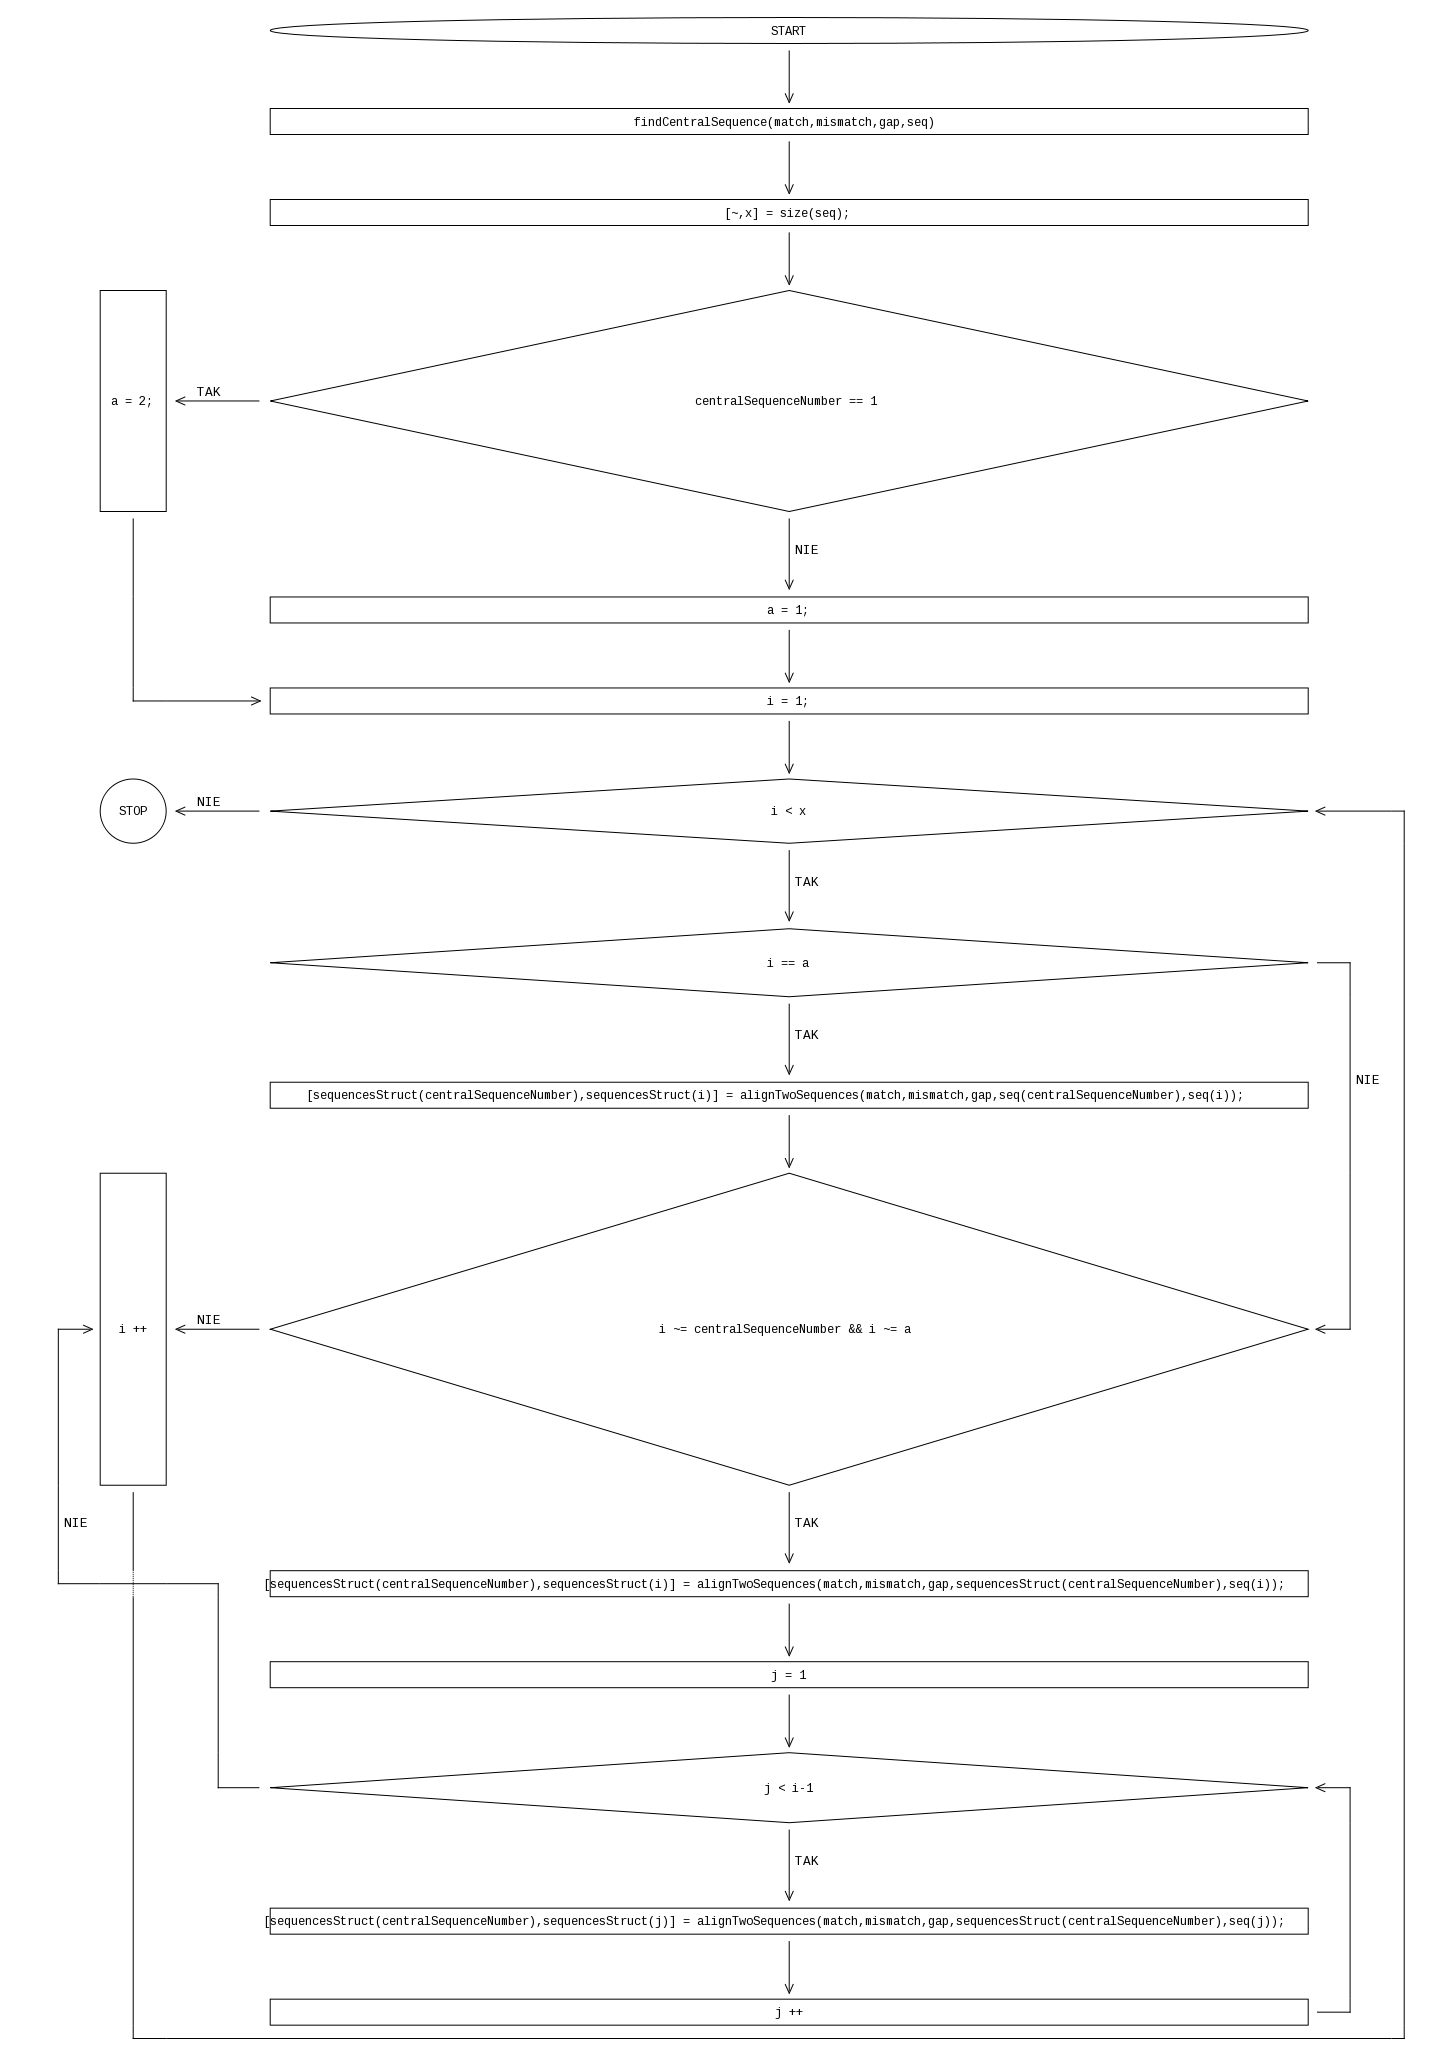 START
findCentralSequence(match,mismatch,gap,seq)
[~,x] = size(seq);
TAK
a = 2;
centralSequenceNumber == 1
NIE
a = 1;
i = 1;
NIE
STOP
i < x
TAK
i == a
TAK
NIE
[sequencesStruct(centralSequenceNumber),sequencesStruct(i)] = alignTwoSequences(match,mismatch,gap,seq(centralSequenceNumber),seq(i));
NIE
i ++
i ~= centralSequenceNumber && i ~= a
NIE
TAK
[sequencesStruct(centralSequenceNumber),sequencesStruct(i)] = alignTwoSequences(match,mismatch,gap,sequencesStruct(centralSequenceNumber),seq(i));
j = 1
j < i-1
TAK
[sequencesStruct(centralSequenceNumber),sequencesStruct(j)] = alignTwoSequences(match,mismatch,gap,sequencesStruct(centralSequenceNumber),seq(j));
j ++